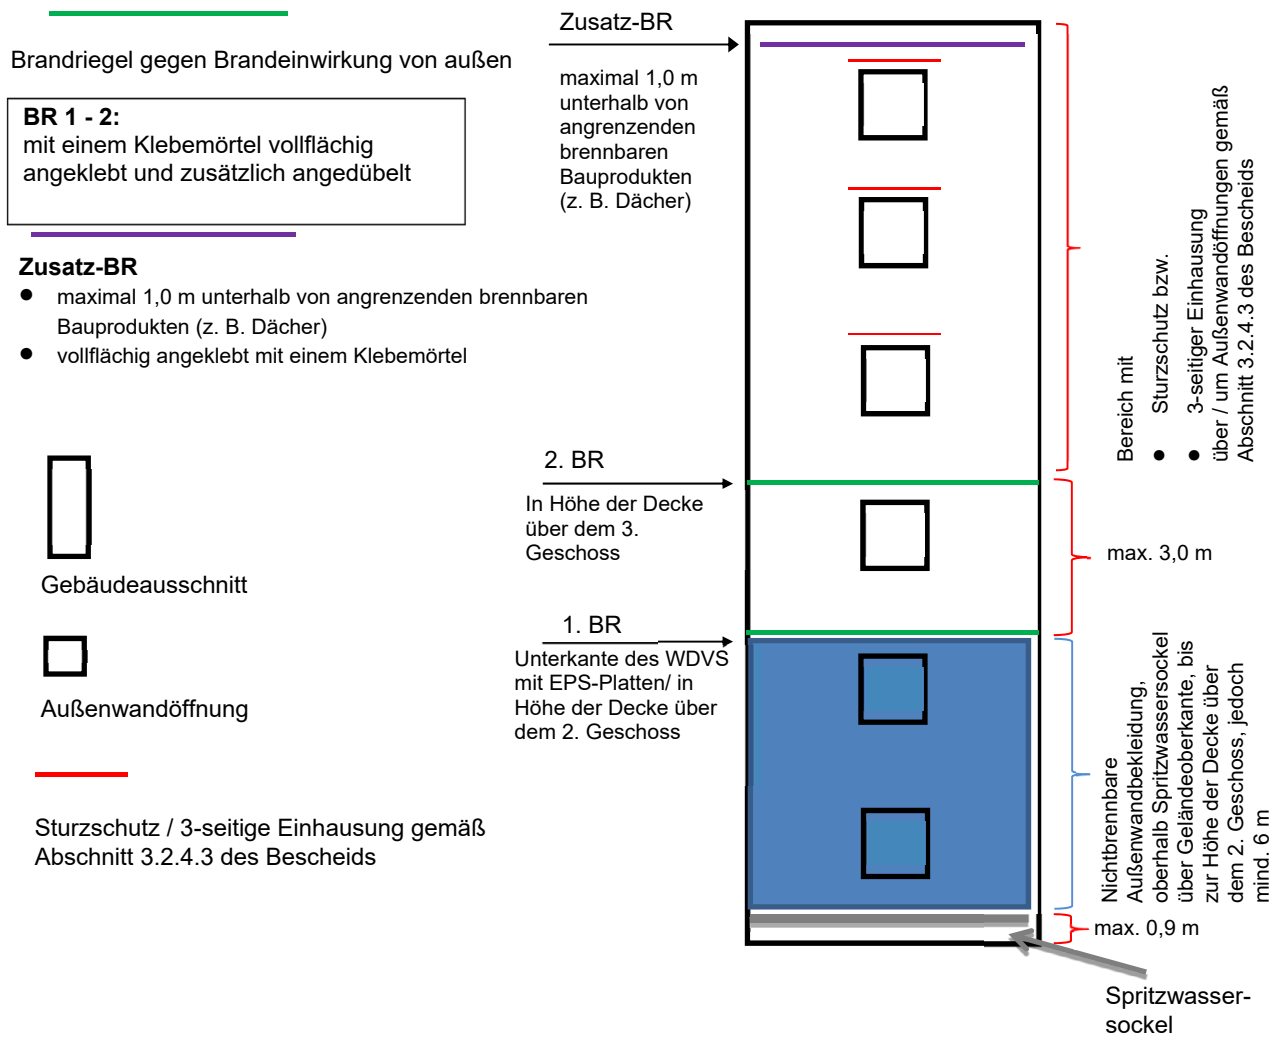 Brandriegel gegen Brandeinwirkung von außen
BR 1 - 2:
mit einem Klebemörtel vollflächig
angeklebt und zusätzlich angedübelt
Zusatz-BR
● maximal 1,0 m unterhalb von angrenzenden brennbaren
Bauprodukten (z. B. Dächer)
● vollflächig angeklebt mit einem Klebemörtel
Gebäudeausschnitt
Außenwandöffnung
Sturzschutz / 3-seitige Einhausung gemäß
Abschnitt 3.2.4.3 des Bescheids
Zusatz-BR
maximal 1,0 m
unterhalb von
angrenzenden
brennbaren
Bauprodukten
(z. B. Dächer)
2. BR
In Höhe der Decke
über dem 3.
Geschoss
1. BR
Unterkante des WDVS
mit EPS-Platten/ in
Höhe der Decke über
dem 2. Geschoss
Bereich mit
● Sturzschutz bzw.
● 3-seitiger Einhausung
über / um Außenwandöffnungen gemäß
Abschnitt 3.2.4.3 des Bescheids
max. 3,0 m
Nichtbrennbare
Außenwandbekleidung,
oberhalb Spritzwassersockel
über Geländeoberkante, bis
zur Höhe der Decke über
dem 2. Geschoss, jedoch
mind. 6 m
max. 0,9 m
Spritzwasser-
sockel